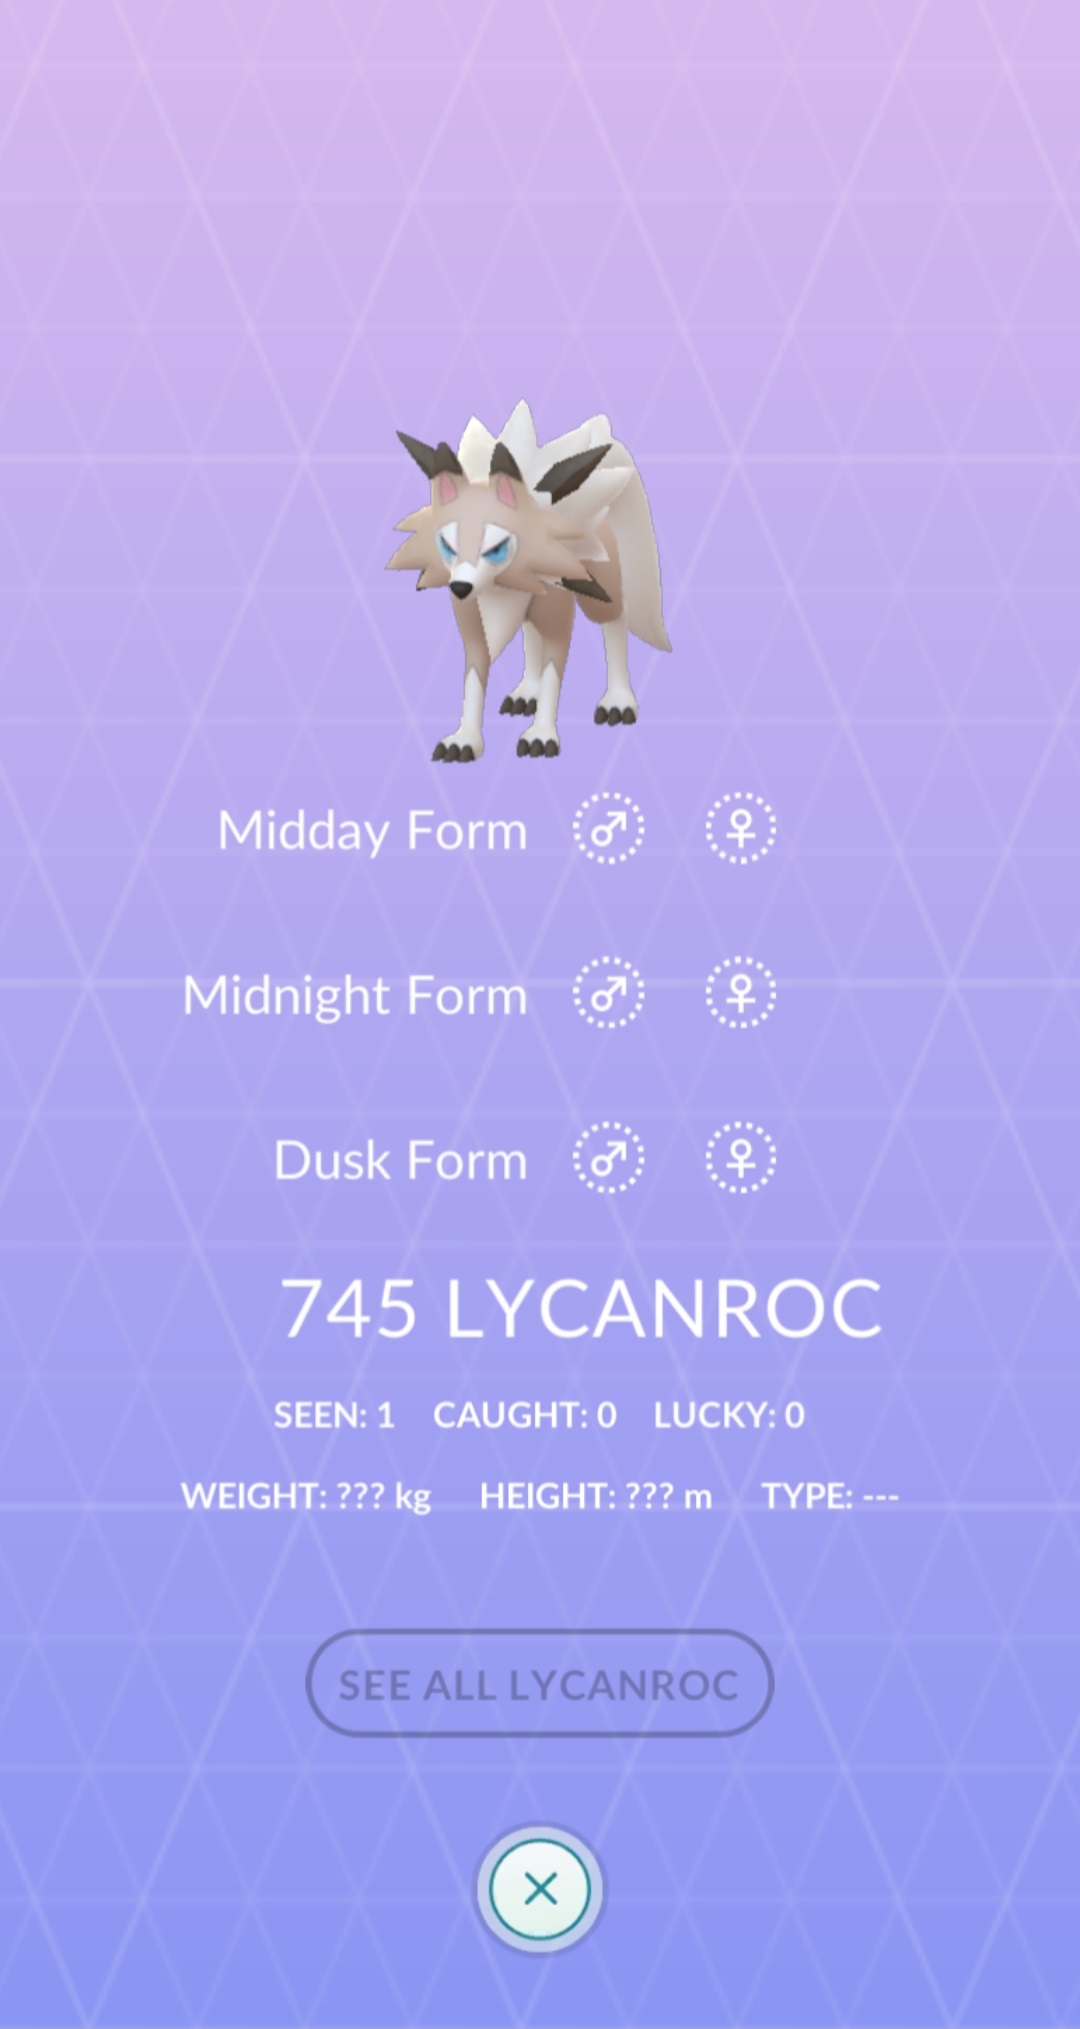 Midday Form ♂ ♀
Midnight Form ♂ ♀
Dusk Form ♂ ♀
745 LYCANROC
SEEN: 1 CAUGHT: 0 LUCKY: 0
WEIGHT: ??? kg HEIGHT: ??? m TYPE: ---
SEE ALL LYCANROC